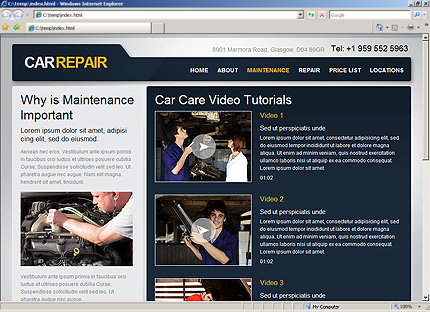 C:\temp\index.html - Windows Internet Explorer
C:\temp\index.html
Google
C:\temp\index.html
8901 Marmora Road, Glasgow, D04 89GR Tel: +1 959 552 5963
CAR REPAIR
HOME ABOUT MAINTENANCE REPAIR PRICE LIST LOCATIONS
Why is Maintenance
Important
Lorem ipsum dolor sit amet, adipisi
cing elit, sed do eiusmod.
Aenean nec eros. Vestibulum ante ipsum primis
in faucibus orci luctus et ultrices posuere cubilia
Curae; Suspendisse sollicitudin velit sed leo. Ut
pharetra augue nec augue. Nam elit magna,
hendrerit sit amet, tincidunt.
Vestibulum ante ipsum primis in faucibus orci
luctus et ultrices posuere cubilia
Curae; Suspendisse sollicitudin velit sed leo. Ut
pharetra augue nec augue.
Car Care Video Tutorials
Video 1
Sed ut perspiciatis unde
Lorem ipsum dolor sit amet, consectetur adipisicing elit, sed
do eiusmod tempor incididunt ut labore et dolore magna
aliqua. Ut enim ad minim veniam, quis nostrud exercitation
ullamco laboris nisi ut aliquip ex ea commodo consequat.
Lorem ipsum dolor sit amet.
01:02
Video 2
Sed ut perspiciatis unde
Lorem ipsum dolor sit amet, consectetur adipisicing elit, sed
do eiusmod tempor incididunt ut labore et dolore magna
aliqua. Ut enim ad minim veniam, quis nostrud exercitation
ullamco laboris nisi ut aliquip ex ea commodo consequat.
Lorem ipsum dolor sit amet.
01:02
Video 3
Sed ut perspiciatis unde
My Computer
100%